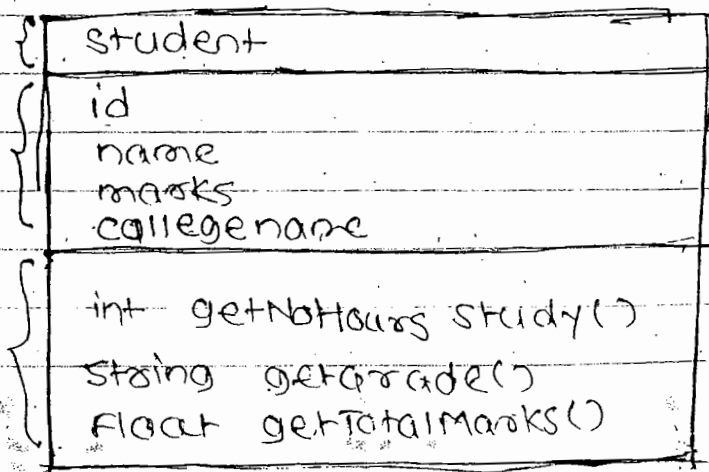 student
id
name
marks
collegename
int getNoHours study()
string getGrade()
Float getTotalMarks()